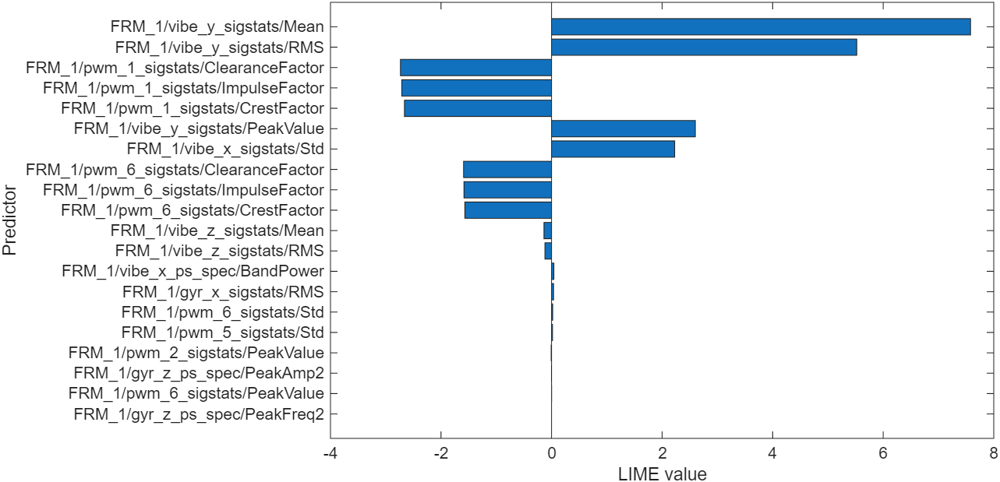 FRM_1/vibe_y_sigstats/Mean
FRM_1/vibe_y_sigstats/RMS
FRM_1/pwm_1_sigstats/ClearanceFactor
FRM_1/pwm_1_sigstats/ImpulseFactor
FRM_1/pwm_1_sigstats/CrestFactor
FRM_1/vibe_y_sigstats/PeakValue
FRM_1/vibe_x_sigstats/Std
FRM_1/pwm_6_sigstats/ClearanceFactor
FRM_1/pwm_6_sigstats/ImpulseFactor
FRM_1/pwm_6_sigstats/CrestFactor
FRM_1/vibe_z_sigstats/Mean
FRM_1/vibe_z_sigstats/RMS
FRM_1/vibe_x_ps_spec/BandPower
FRM_1/gyr_x_sigstats/RMS
FRM_1/pwm_6_sigstats/Std
FRM_1/pwm_5_sigstats/Std
FRM_1/pwm_2_sigstats/PeakValue
FRM_1/gyr_z_ps_spec/PeakAmp2
FRM_1/pwm_6_sigstats/PeakValue
FRM_1/gyr_z_ps_spec/PeakFreq2
Predictor
-4 -2 0 2 4 6 8
LIME value